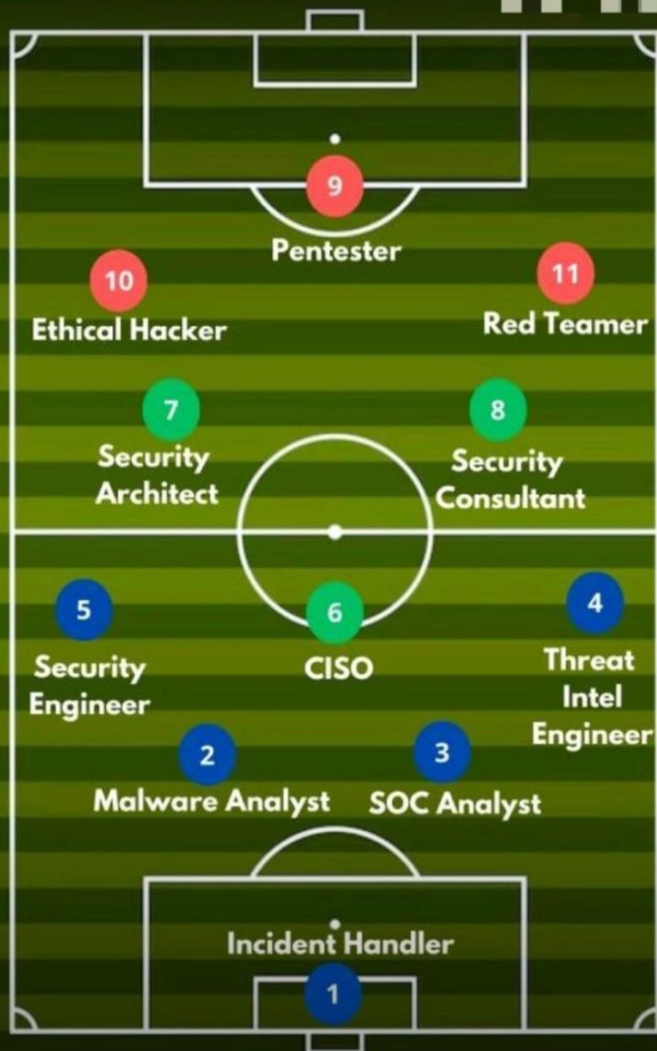 9
Pentester
10
Ethical Hacker
11
Red Teamer
7
Security
Architect
8
Security
Consultant
5
Security
Engineer
6
CISO
4
Threat
Intel
Engineer
2
Malware Analyst
3
SOC Analyst
Incident Handler
1